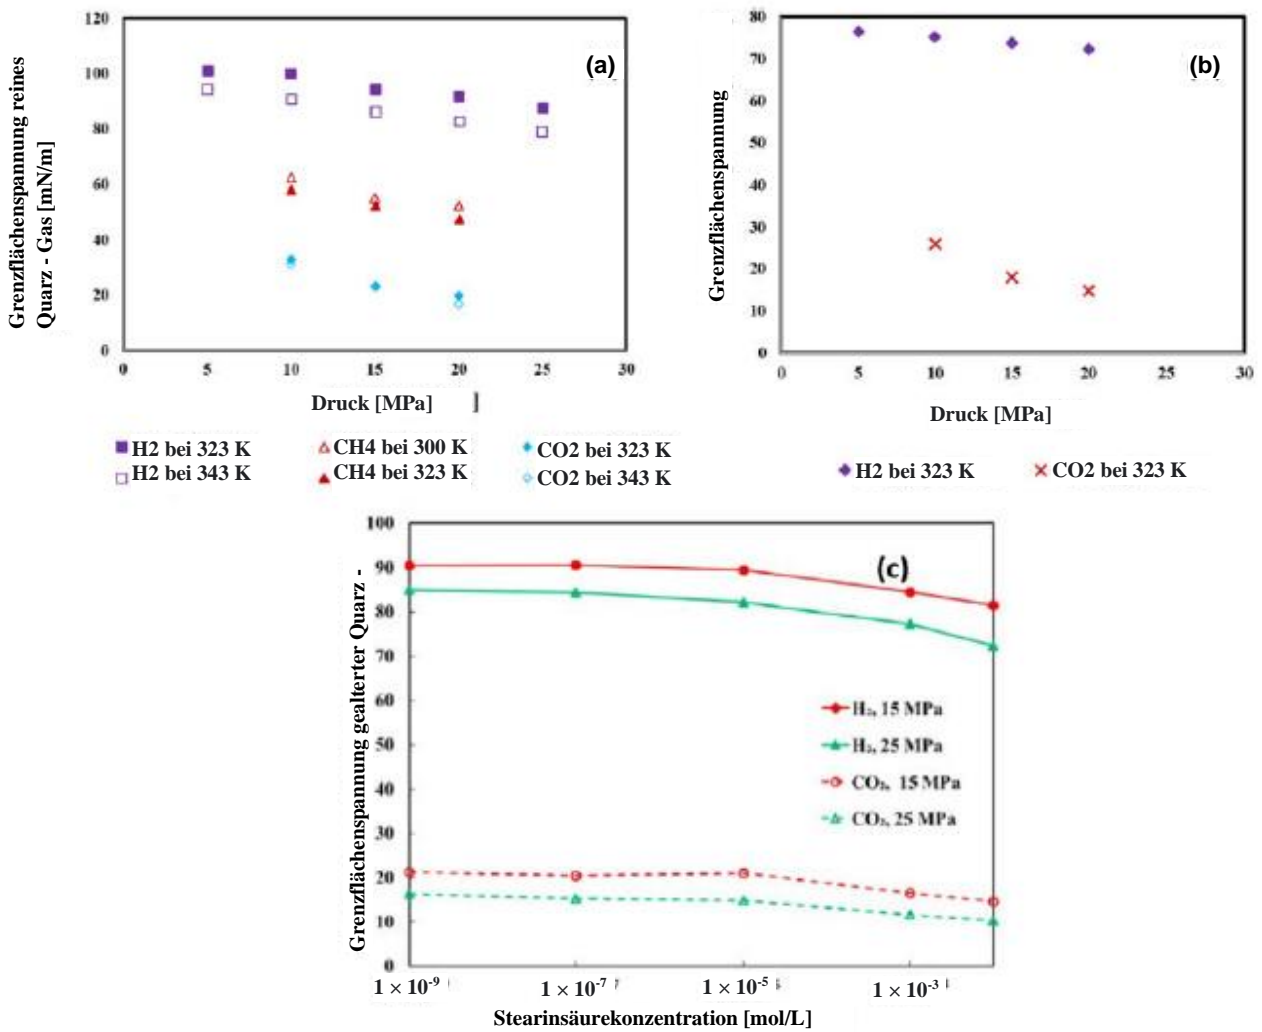 Grenzflächenspannung reines
Quarz - Gas [mN/m]
120
100
80
60
40
20
0
(a)
0 5 10 15 20 25 30
Druck [MPa] ]
H2 bei 323 K
H2 bei 343 K
CH4 bei 300 K
CH4 bei 323 K
CO2 bei 323 K
CO2 bei 343 K
Grenzflächenspannung
80
70
60
50
40
30
20
10
0
(b)
0 5 10 15 20 25 30
Druck [MPa]
H2 bei 323 K
CO2 bei 323 K
Grenzflächenspannung gealterter Quarz -
100
90
80
70
60
50
40
30
20
10
0
(c)
H₂, 15 MPa
H₂, 25 MPa
CO₂, 15 MPa
CO₂, 25 MPa
1 × 10⁻⁹ 1 × 10⁻⁷ 1 × 10⁻⁵ 1 × 10⁻³
Stearinsäurekonzentration [mol/L]